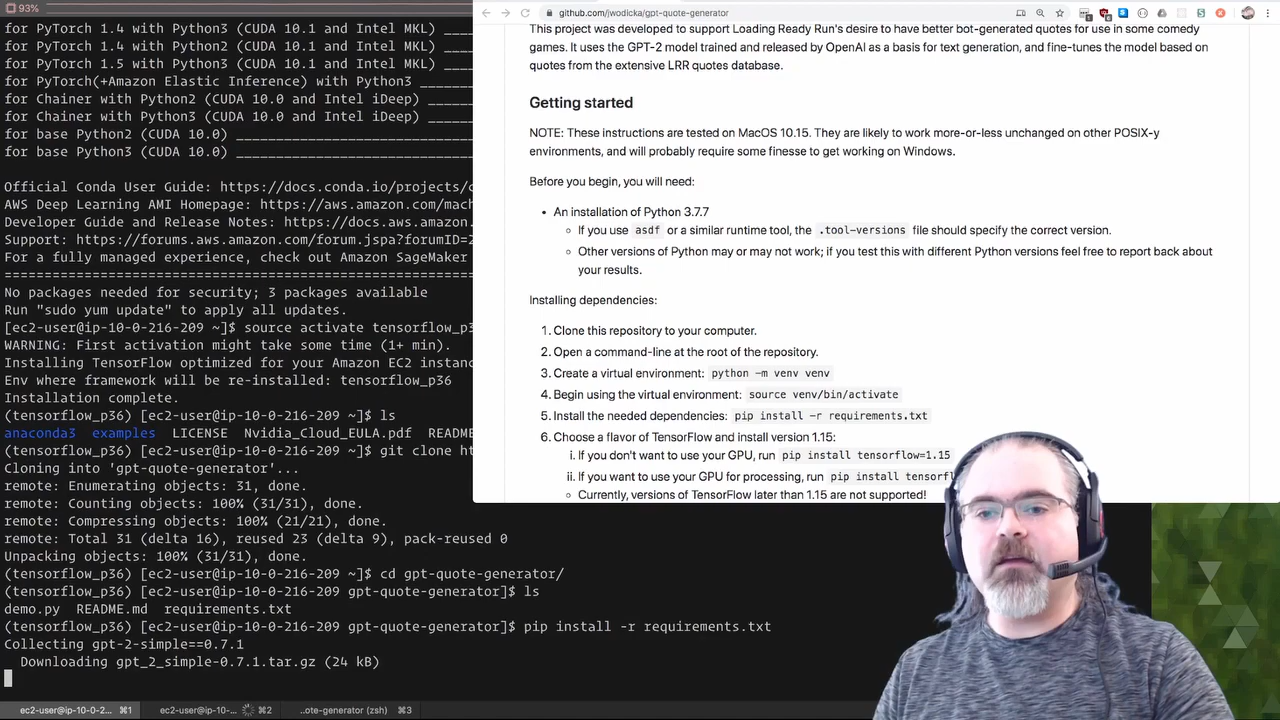 93%
for PyTorch 1.4 with Python3 (CUDA 10.1 and Intel MKL)
for PyTorch 1.4 with Python2 (CUDA 10.1 and Intel MKL)
for PyTorch 1.5 with Python3 (CUDA 10.1 and Intel MKL)
for PyTorch(+Amazon Elastic Inference) with Python3
for Chainer with Python2 (CUDA 10.0 and Intel iDeep)
for Chainer with Python3 (CUDA 10.0 and Intel iDeep)
for base Python2 (CUDA 10.0)
for base Python3 (CUDA 10.0)
Official Conda User Guide: https://docs.conda.io/projects/c
AWS Deep Learning AMI Homepage: https://aws.amazon.com/mach
Developer Guide and Release Notes: https://docs.aws.amazon.c
Support: https://forums.aws.amazon.com/forum.jspa?forumID=2
For a fully managed experience, check out Amazon SageMaker
No packages needed for security; 3 packages available
Run "sudo yum update" to apply all updates.
[ec2-user@ip-10-0-216-209 ~]$ source activate tensorflow_p3
WARNING: First activation might take some time (1+ min).
Installing TensorFlow optimized for your Amazon EC2 instanc
Env where framework will be re-installed: tensorflow_p36
Installation complete.
(tensorflow_p36) [ec2-user@ip-10-0-216-209 ~]$ ls
anaconda3 examples LICENSE Nvidia_Cloud_EULA.pdf READM
(tensorflow_p36) [ec2-user@ip-10-0-216-209 ~]$ git clone ht
Cloning into 'gpt-quote-generator'...
remote: Enumerating objects: 31, done.
remote: Counting objects: 100% (31/31), done.
remote: Compressing objects: 100% (21/21), done.
remote: Total 31 (delta 16), reused 23 (delta 9), pack-reused 0
Unpacking objects: 100% (31/31), done.
(tensorflow_p36) [ec2-user@ip-10-0-216-209 ~]$ cd gpt-quote-generator/
(tensorflow_p36) [ec2-user@ip-10-0-216-209 gpt-quote-generator]$ ls
demo.py README.md requirements.txt
(tensorflow_p36) [ec2-user@ip-10-0-216-209 gpt-quote-generator]$ pip install -r requirements.txt
Collecting gpt-2-simple==0.7.1
Downloading gpt_2_simple-0.7.1.tar.gz (24 kB)
ec2-user@ip-10-0-2... ⌘1
ec2-user@ip-10-... ⌘2
..ote-generator (zsh) ⌘3
github.com/jwodicka/gpt-quote-generator
This project was developed to support Loading Ready Run's desire to have better bot-generated quotes for use in some comedy
games. It uses the GPT-2 model trained and released by OpenAI as a basis for text generation, and fine-tunes the model based on
quotes from the extensive LRR quotes database.
Getting started
NOTE: These instructions are tested on MacOS 10.15. They are likely to work more-or-less unchanged on other POSIX-y
environments, and will probably require some finesse to get working on Windows.
Before you begin, you will need:
• An installation of Python 3.7.7
◦ If you use asdf or a similar runtime tool, the .tool-versions file should specify the correct version.
◦ Other versions of Python may or may not work; if you test this with different Python versions feel free to report back about
your results.
Installing dependencies:
1. Clone this repository to your computer.
2. Open a command-line at the root of the repository.
3. Create a virtual environment: python -m venv venv
4. Begin using the virtual environment: source venv/bin/activate
5. Install the needed dependencies: pip install -r requirements.txt
6. Choose a flavor of TensorFlow and install version 1.15:
i. If you don't want to use your GPU, run pip install tensorflow=1.15
ii. If you want to use your GPU for processing, run pip install tensorfl
◦ Currently, versions of TensorFlow later than 1.15 are not supported!